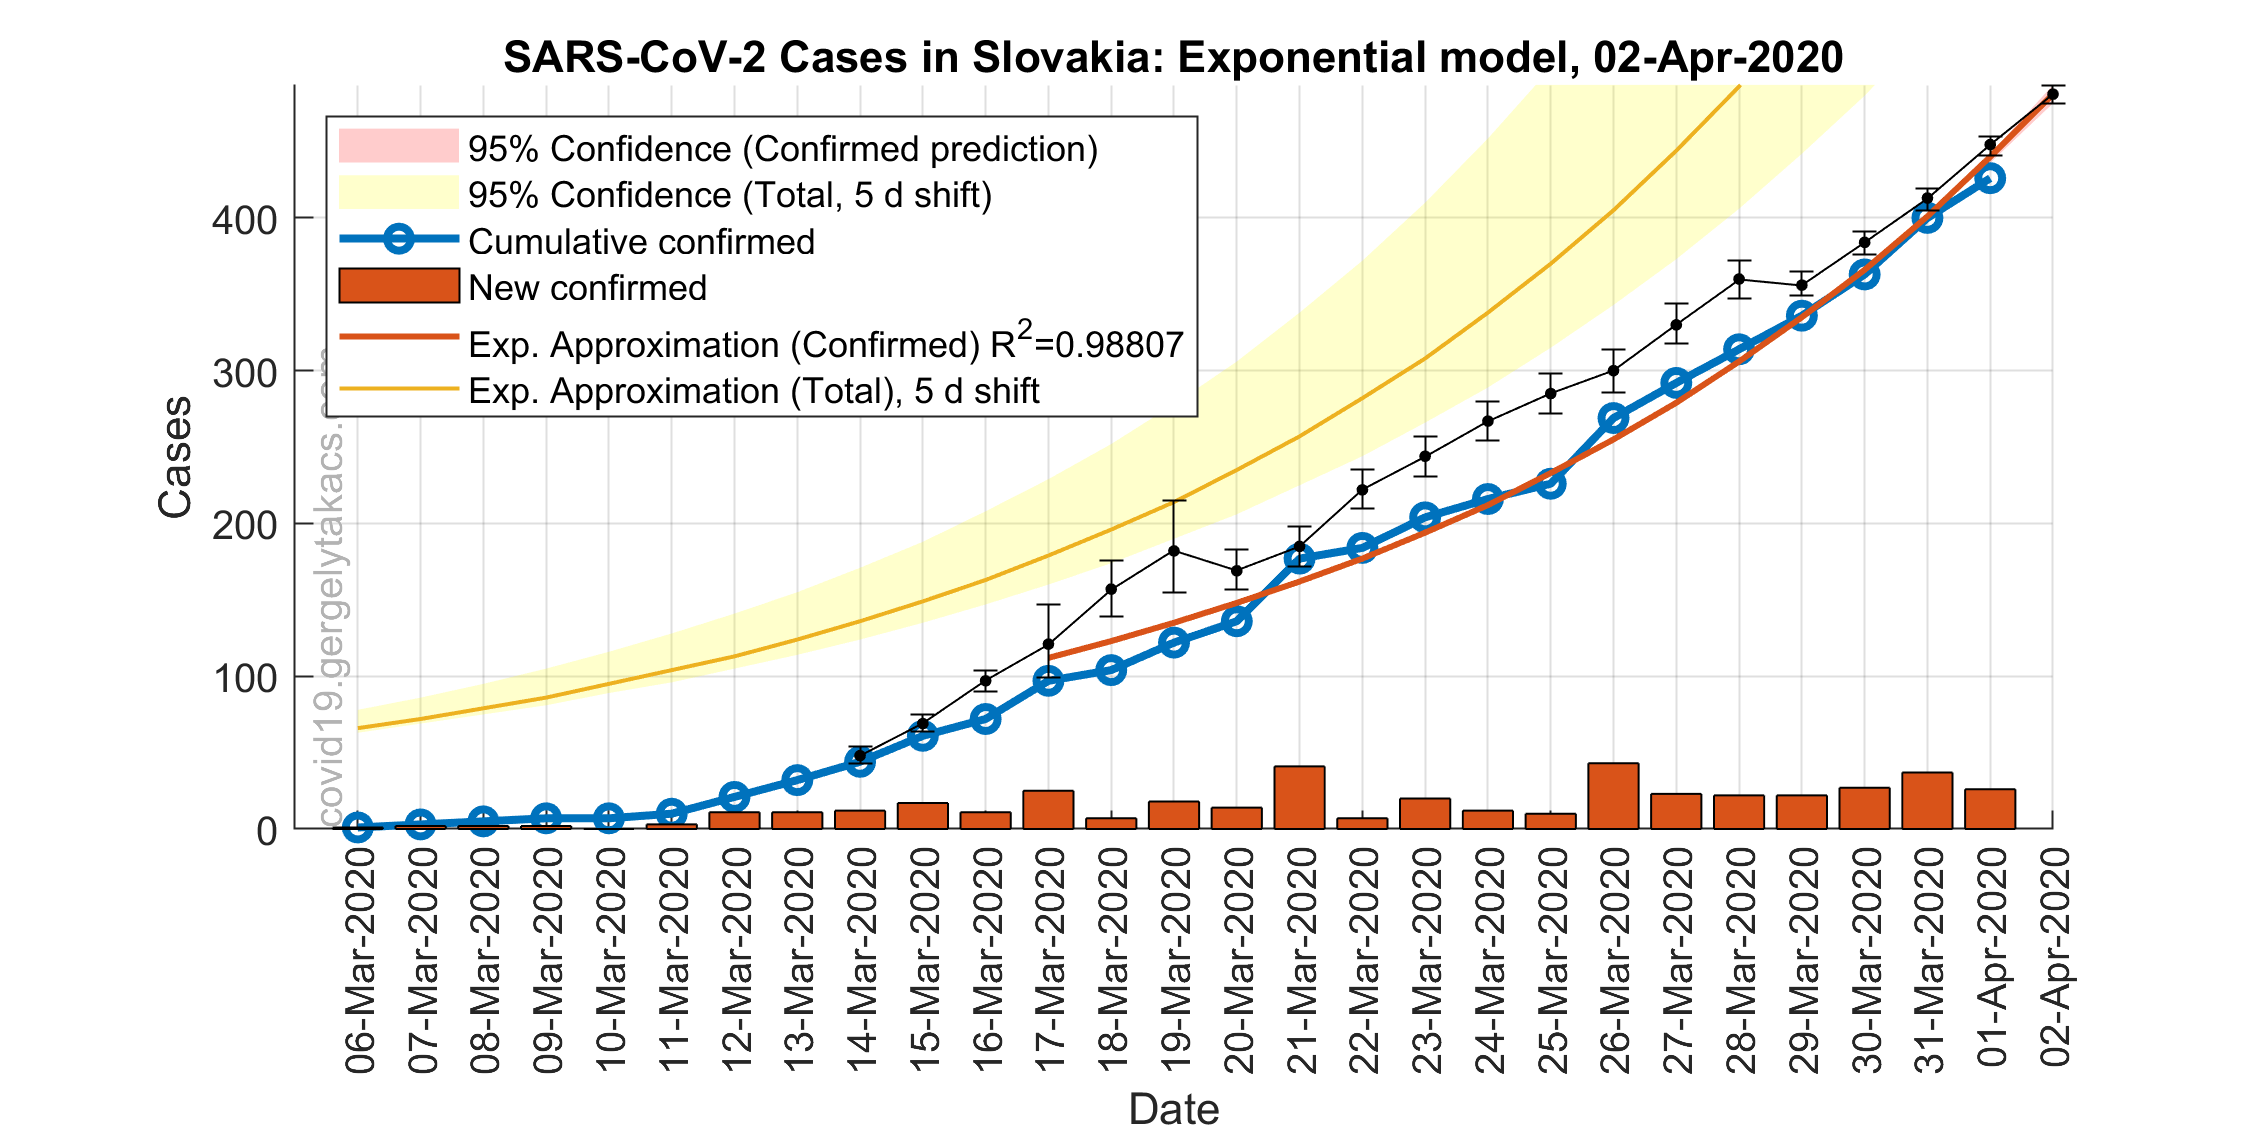 SARS-CoV-2 Cases in Slovakia: Exponential model, 02-Apr-2020
95% Confidence (Confirmed prediction)
95% Confidence (Total, 5 d shift)
Cumulative confirmed
New confirmed
Exp. Approximation (Confirmed) R²=0.98807
Exp. Approximation (Total), 5 d shift
covid19.gergelytakacs.com
Cases
400
300
200
100
0
06-Mar-2020
07-Mar-2020
08-Mar-2020
09-Mar-2020
10-Mar-2020
11-Mar-2020
12-Mar-2020
13-Mar-2020
14-Mar-2020
15-Mar-2020
16-Mar-2020
17-Mar-2020
18-Mar-2020
19-Mar-2020
20-Mar-2020
21-Mar-2020
22-Mar-2020
23-Mar-2020
24-Mar-2020
25-Mar-2020
26-Mar-2020
27-Mar-2020
28-Mar-2020
29-Mar-2020
30-Mar-2020
31-Mar-2020
01-Apr-2020
02-Apr-2020
Date